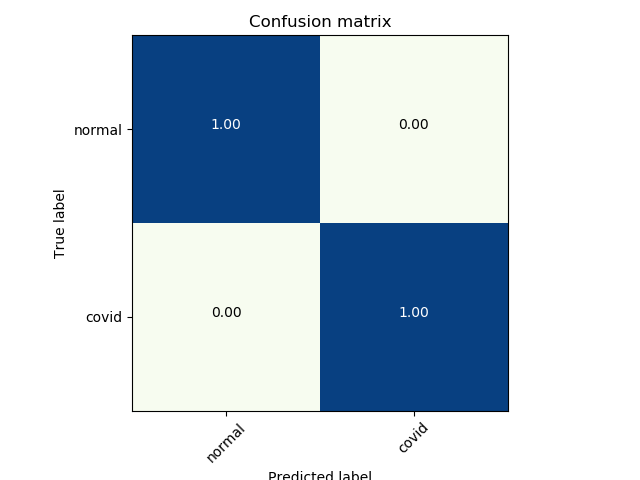 Confusion matrix
True label
normal
1.00
0.00
covid
0.00
1.00
normal
covid
Predicted label